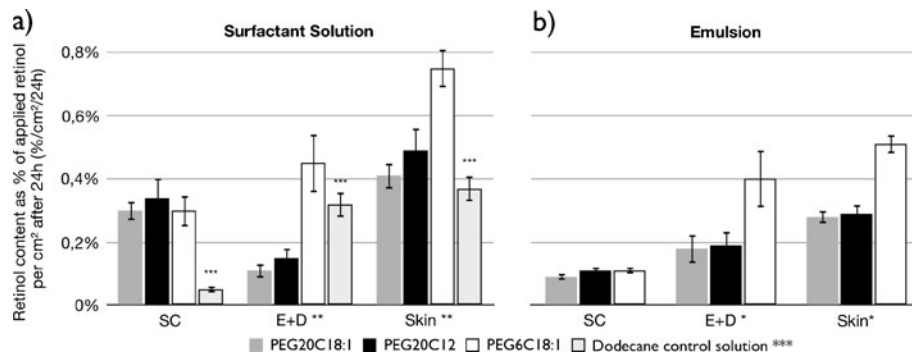 a)
Surfactant Solution
Retinol content as % of applied retinol
per cm² after 24h (%/cm²/24h)
0,8%
0,6%
0,4%
0,2%
0%
***
***
***
SC
E+D **
Skin **
b)
Emulsion
SC
E+D *
Skin*
PEG20C18:1 PEG20C12 PEG6C18:1 Dodecane control solution ***